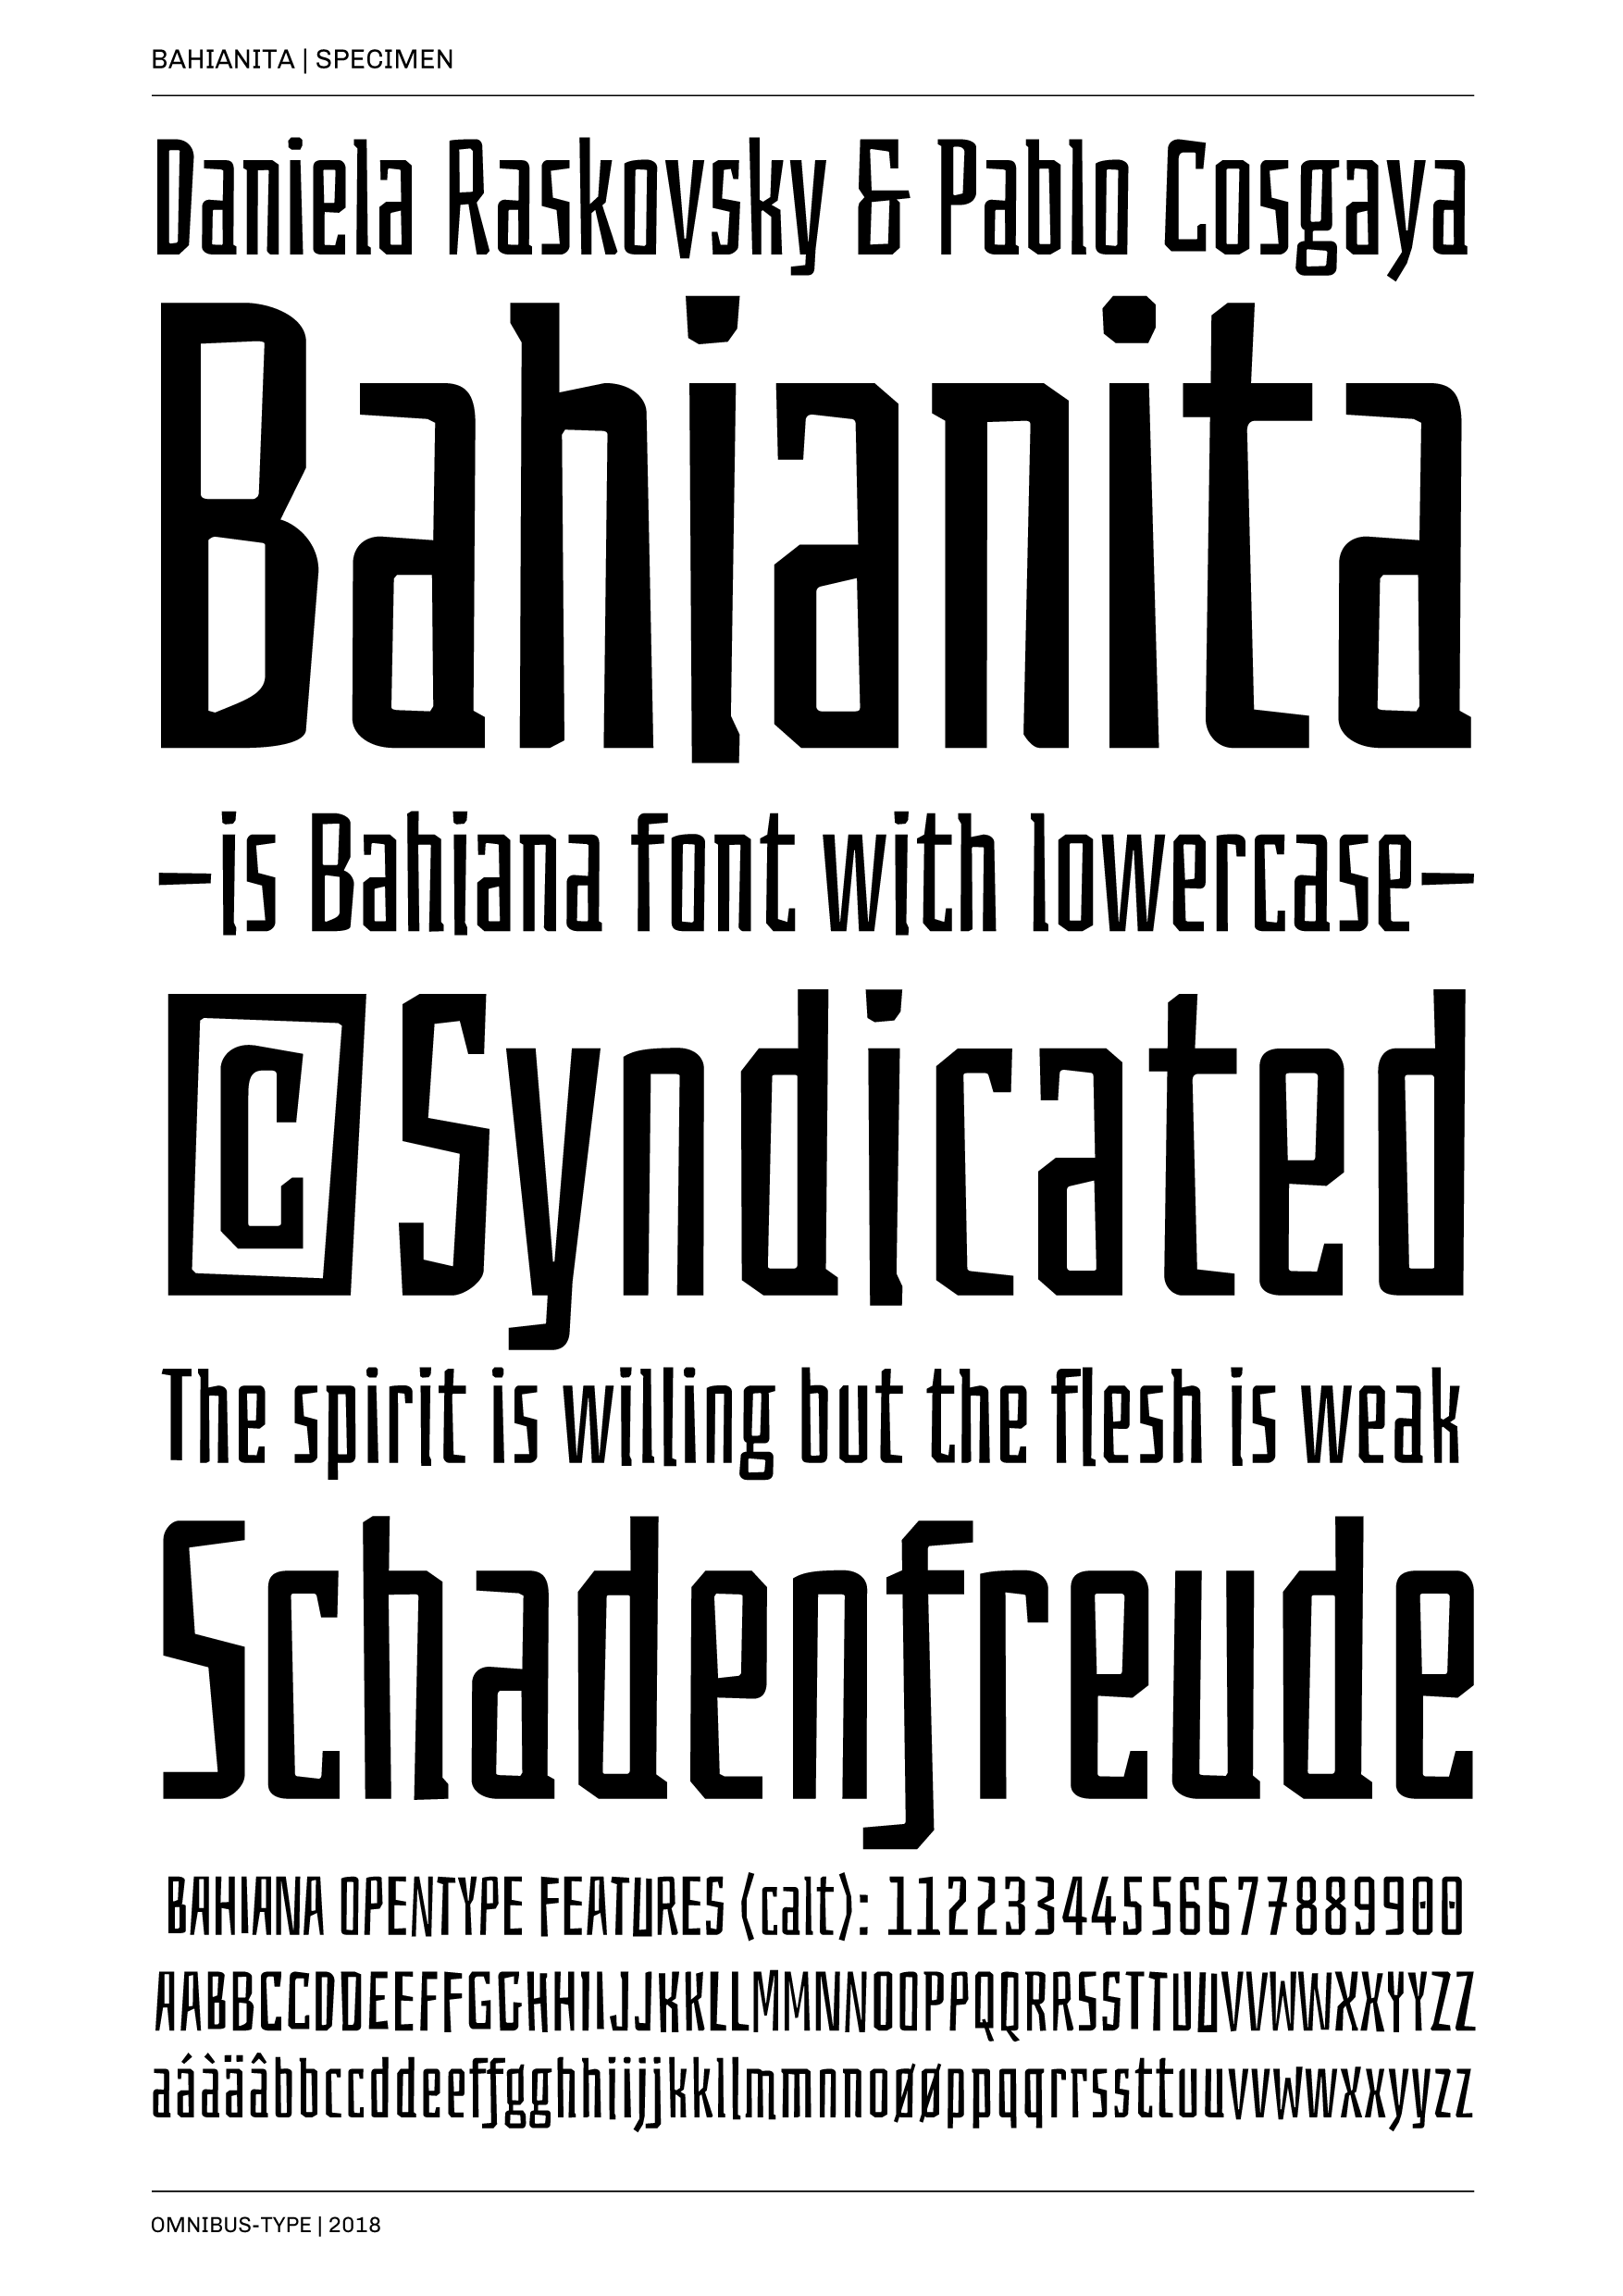 BAHIANITA | SPECIMEN
Daniela Raskovsky & Pablo Cosgaya
Bahianita
—is Bahiana font with lowercase—
©Syndicated
The spirit is willing but the flesh is weak
Schadenfreude
BAHIANA OPENTYPE FEATURES (calt): 11223344556677889900
AABBCCDDEEFFGGHHIIJJKKLLMMNNOOPPQQRRSSTTUUVVWWXXYYZZ
aáàäâbbccddeeffgghhiijjkkllmmnnoøøppqqrrssttuuvvwwxxyyzz
OMNIBUS-TYPE | 2018